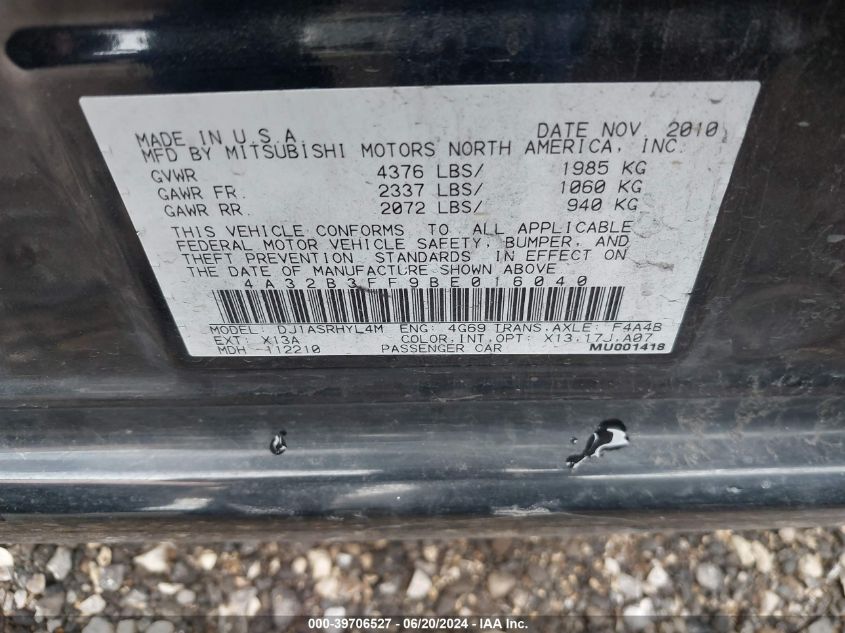 MADE IN U.S.A DATE NOV. 2010
MFD BY MITSUBISHI MOTORS NORTH AMERICA, INC.
GVWR 4376 LBS/ 1985 KG
GAWR FR. 2337 LBS/ 1060 KG
GAWR RR. 2072 LBS/ 940 KG
THIS VEHICLE CONFORMS TO ALL APPLICABLE
FEDERAL MOTOR VEHICLE SAFETY, BUMPER, AND
THEFT PREVENTION STANDARDS IN EFFECT ON
THE DATE OF MANUFACTURE SHOWN ABOVE
4A32B3FF9BE016040
MODEL: DJ1ASRHYL4M ENG: 4G69 TRANS.AXLE: F4A4B
EXT: X13A COLOR.INT.OPT: X13.17J.A07
MDH 112210 PASSENGER CAR MU001418
000-39706527 - 06/20/2024 - IAA Inc.